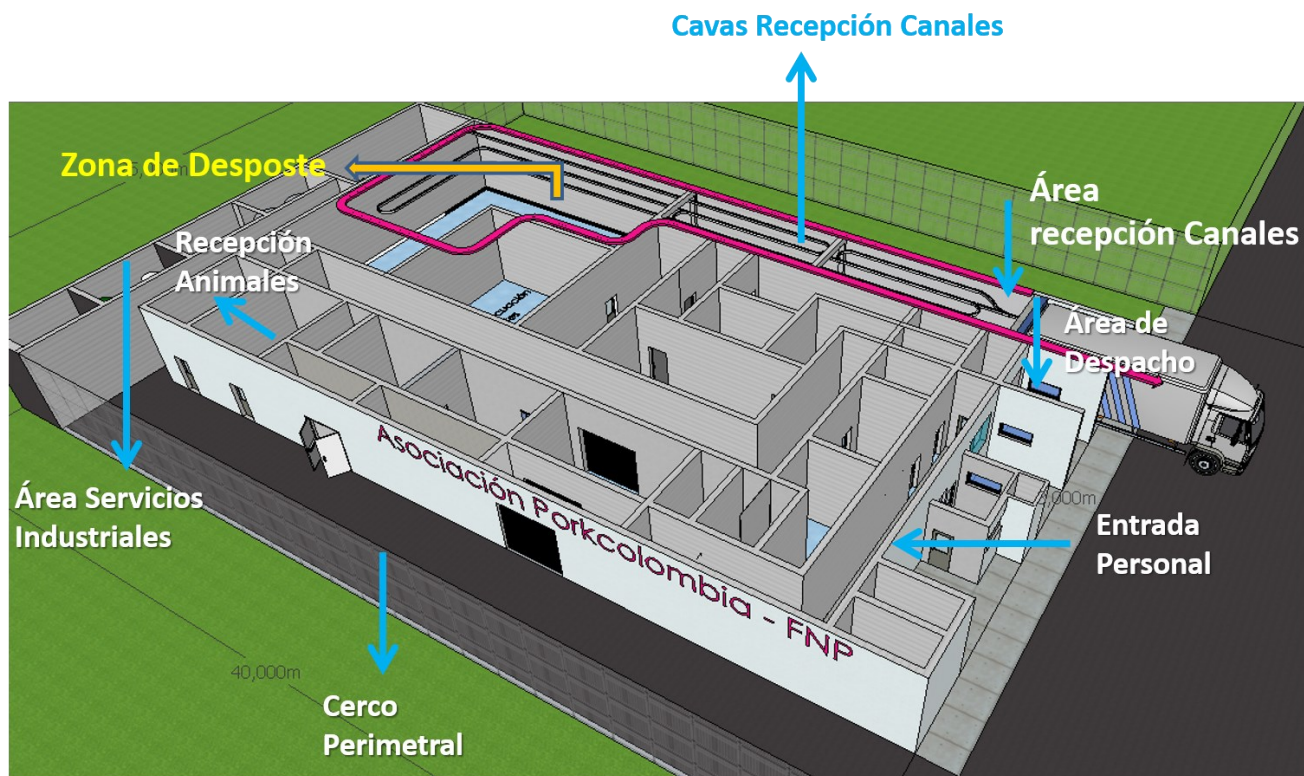 Cavas Recepción Canales
Zona de Desposte
Área
recepción Canales
Recepción
Animales
Área de
Despacho
Área Servicios
Industriales
Asociación Porkcolombia - FNP
Entrada
Personal
40,000m
Cerco
Perimetral